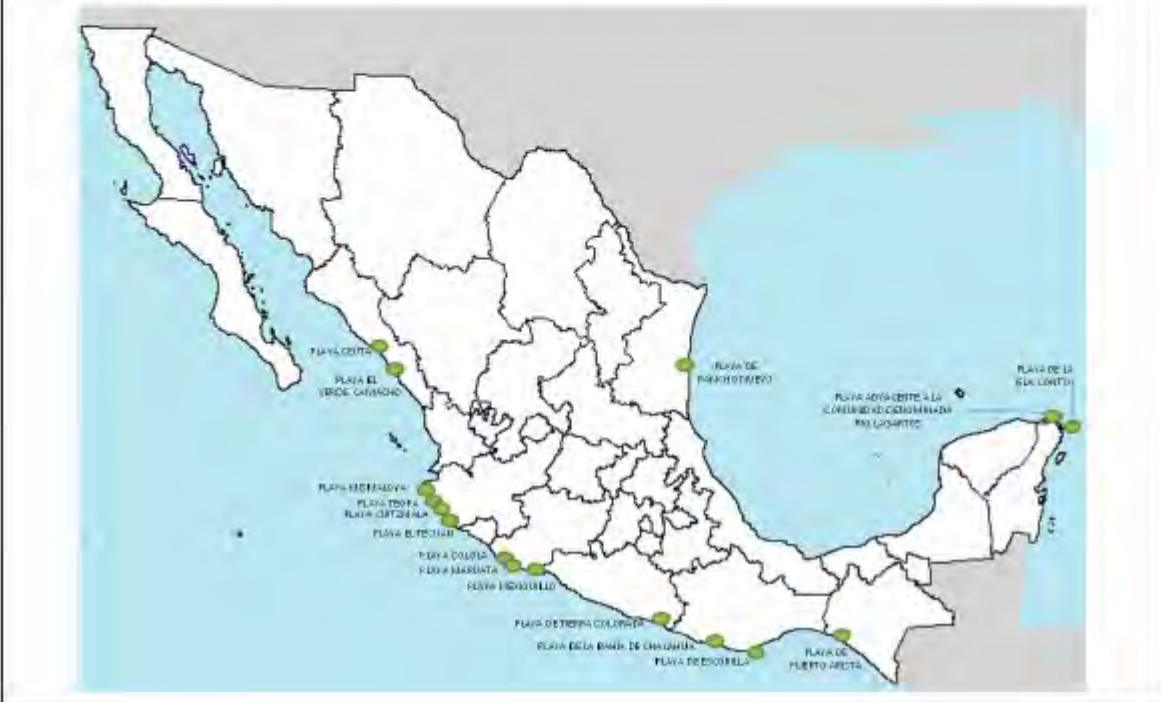 PLAYA CEUTA
PLAYA EL
VERDE CAMACHO
PLAYA DE
RANCHO NUEVO
PLAYA DE LA
ISLA CONTOY
PLAYA ADYACENTE A LA
COMUNIDAD DENOMINADA
RIO LAGARTOS
PLAYA MISMALOYA
PLAYA TEOPA
PLAYA CUITZMALA
PLAYA EL TECUAN
PLAYA COLOLA
PLAYA MARUATA
PLAYA MEXIQUILLO
PLAYA DE TIERRA COLORADA
PLAYA DE LA BAHÍA DE CHACAHUA
PLAYA DE ESCOBILLA
PLAYA DE
PUERTO ARISTA